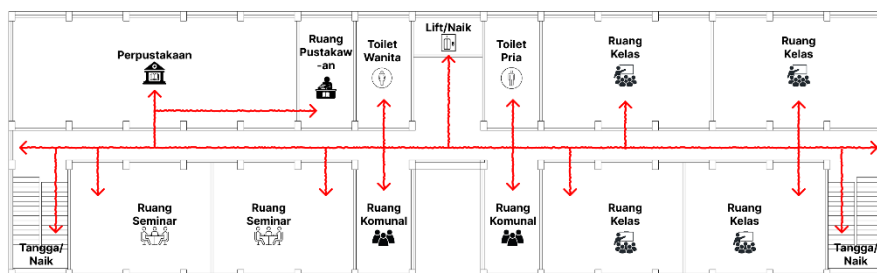 Perpustakaan
Ruang
Pustakaw
-an
Toilet
Wanita
Lift/Naik
Toilet
Pria
Ruang
Kelas
Ruang
Kelas
Tangga/
Naik
Ruang
Seminar
Ruang
Seminar
Ruang
Komunal
Ruang
Komunal
Ruang
Kelas
Ruang
Kelas
Tangga/
Naik